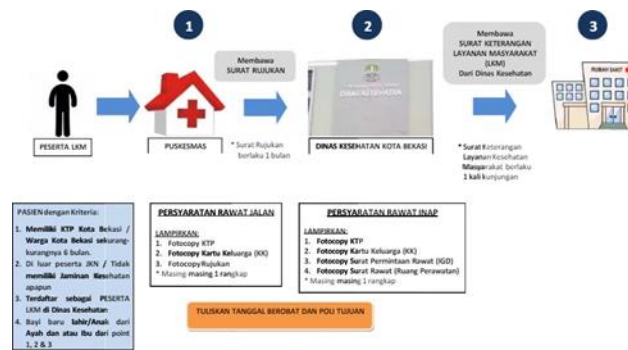 1
2
3
Membawa
SURAT RUJUKAN
Membawa
SURAT KETERANGAN
LAYANAN MASYARAKAT
(LKM)
Dari Dinas Kesehatan
DINAS KESEHATAN
RUMAH SAKIT
PESERTA LKM
PUSKESMAS
* Surat Rujukan
berlaku 1 bulan
DINAS KESEHATAN KOTA BEKASI
* Surat Keterangan
Layanan Kesehatan
Masyarakat berlaku
1 kali kunjungan
PASIEN dengan Kriteria:
1. Memiliki KTP Kota Bekasi /
Warga Kota Bekasi sekurang-
kurangnya 6 bulan.
2. Di luar peserta JKN / Tidak
memiliki Jaminan Kesehatan
apapun
3. Terdaftar sebagai PESERTA
LKM di Dinas Kesehatan
4. Bayi baru lahir/Anak dari
Ayah dan atau Ibu dari point
1, 2 & 3
PERSYARATAN RAWAT JALAN
LAMPIRKAN:
1. Fotocopy KTP
2. Fotocopy Kartu Keluarga (KK)
3. Fotocopy Rujukan
* Masing masing 1 rangkap
PERSYARATAN RAWAT INAP
LAMPIRKAN:
1. Fotocopy KTP
2. Fotocopy Kartu Keluarga (KK)
3. Fotocopy Surat Permintaan Rawat (IGD)
4. Fotocopy Surat Rawat (Ruang Perawatan)
* Masing masing 1 rangkap
TULISKAN TANGGAL BEROBAT DAN POLI TUJUAN